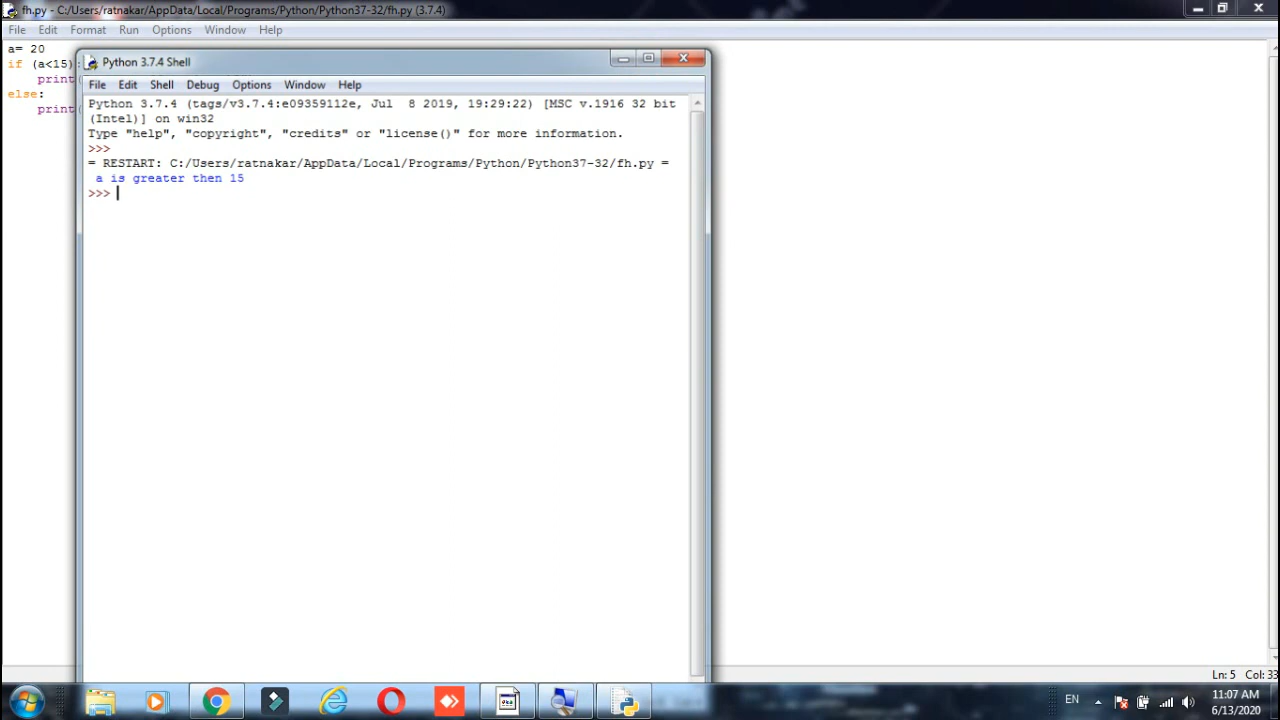 fh.py - C:/Users/ratnakar/AppData/Local/Programs/Python/Python37-32/fh.py (3.7.4)
File Edit Format Run Options Window Help
a= 20
if (a<15):
print(
else:
print(
Python 3.7.4 Shell
File Edit Shell Debug Options Window Help
Python 3.7.4 (tags/v3.7.4:e09359112e, Jul  8 2019, 19:29:22) [MSC v.1916 32 bit
(Intel)] on win32
Type "help", "copyright", "credits" or "license()" for more information.
>>>
= RESTART: C:/Users/ratnakar/AppData/Local/Programs/Python/Python37-32/fh.py =
a is greater then 15
>>>
Ln: 5 Col: 33
EN
11:07 AM
6/13/2020